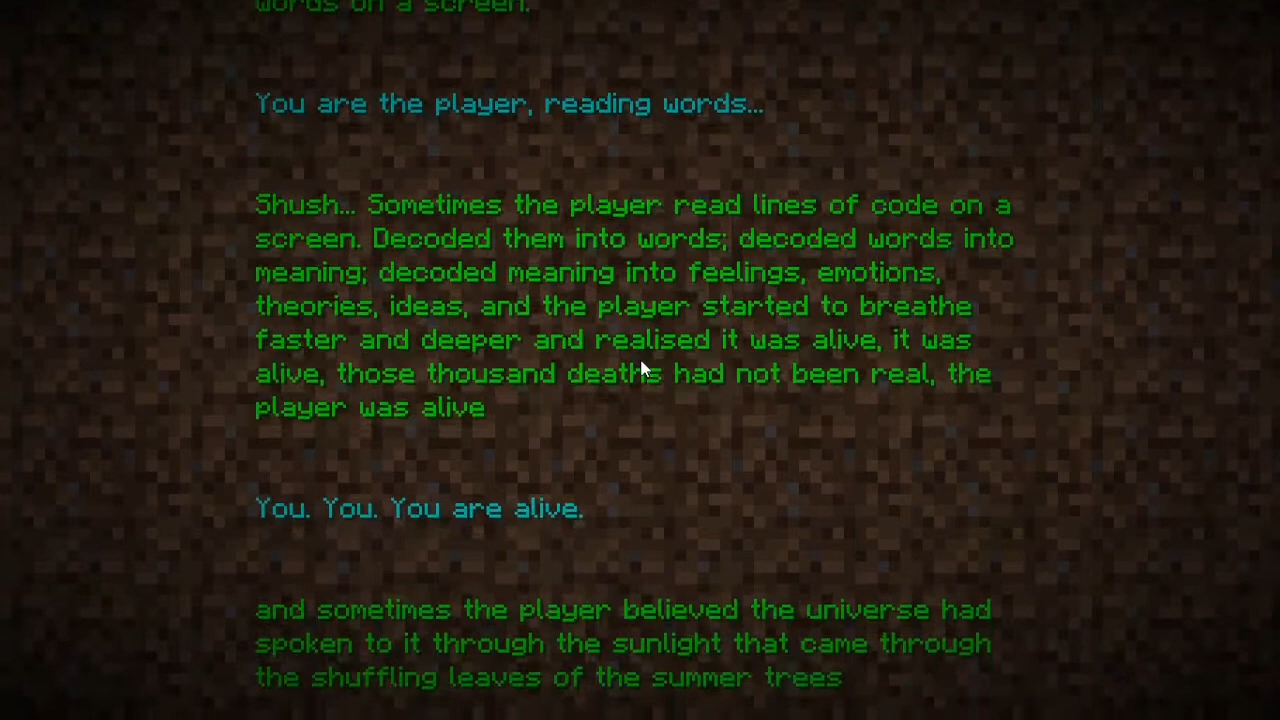 words on a screen.
You are the player, reading words...
Shush... Sometimes the player read lines of code on a
screen. Decoded them into words; decoded words into
meaning; decoded meaning into feelings, emotions,
theories, ideas, and the player started to breathe
faster and deeper and realised it was alive, it was
alive, those thousand deaths had not been real, the
player was alive
You. You. You are alive.
and sometimes the player believed the universe had
spoken to it through the sunlight that came through
the shuffling leaves of the summer trees